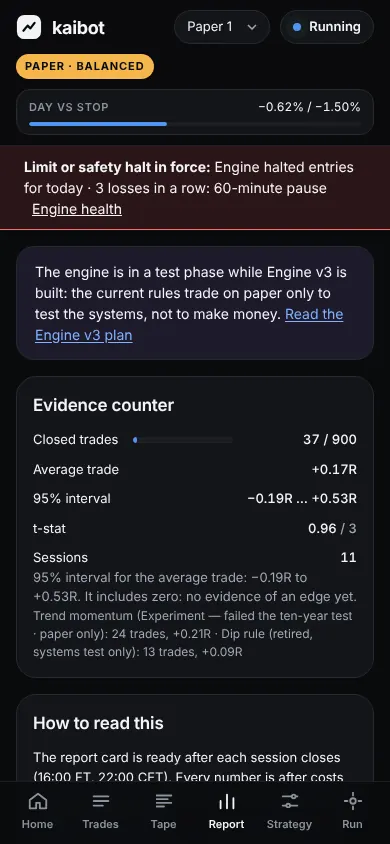 kaibot
Paper 1
Running
PAPER · BALANCED
DAY VS STOP
−0.62% / −1.50%
Limit or safety halt in force: Engine halted entries
for today · 3 losses in a row: 60-minute pause
Engine health
The engine is in a test phase while Engine v3 is
built: the current rules trade on paper only to
test the systems, not to make money. Read the
Engine v3 plan
Evidence counter
Closed trades 37 / 900
Average trade +0.17R
95% interval −0.19R … +0.53R
t-stat 0.96 / 3
Sessions 11
95% interval for the average trade: −0.19R to
+0.53R. It includes zero: no evidence of an edge yet.
Trend momentum (Experiment — failed the ten-year test
· paper only): 24 trades, +0.21R · Dip rule (retired,
systems test only): 13 trades, +0.09R
How to read this
The report card is ready after each session closes
(16:00 ET, 22:00 CET). Every number is after costs
Home Trades Tape Report Strategy Run